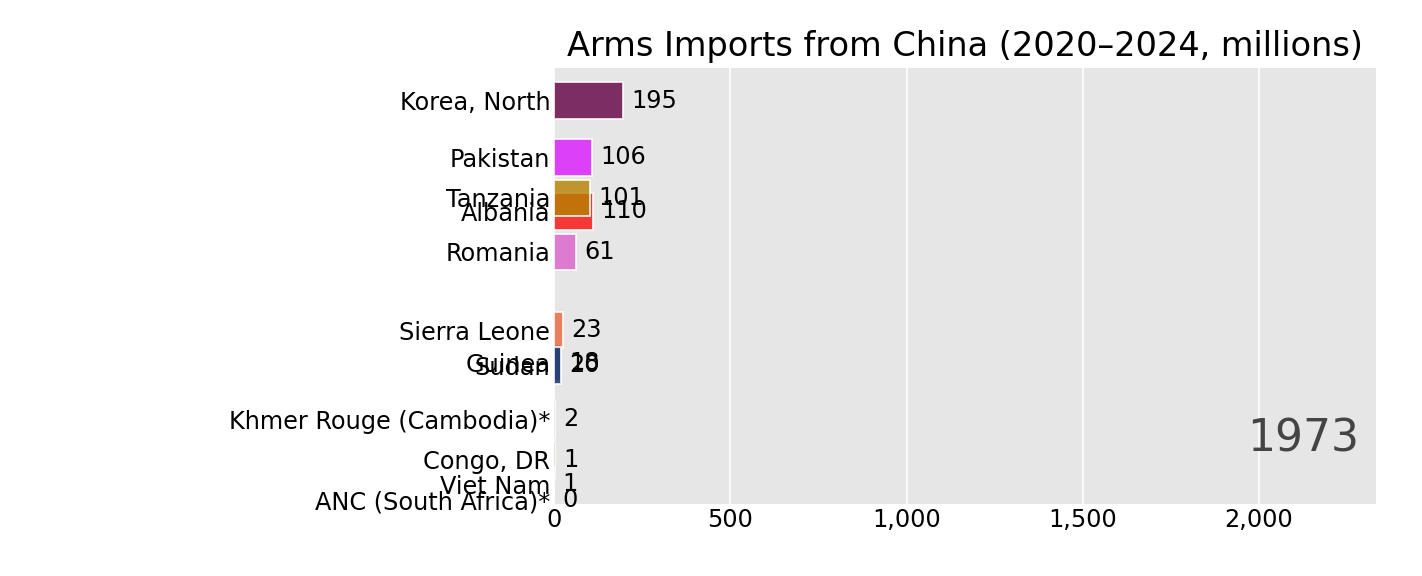 Arms Imports from China (2020–2024, millions)
Korea, North 195
Pakistan 106
Tanzania 101
Albania 110
Romania 61
Sierra Leone 23
Guinea
Sudan
Khmer Rouge (Cambodia)* 2
1973
Congo, DR 1
Viet Nam 1
ANC (South Africa)* 0
0 500 1,000 1,500 2,000